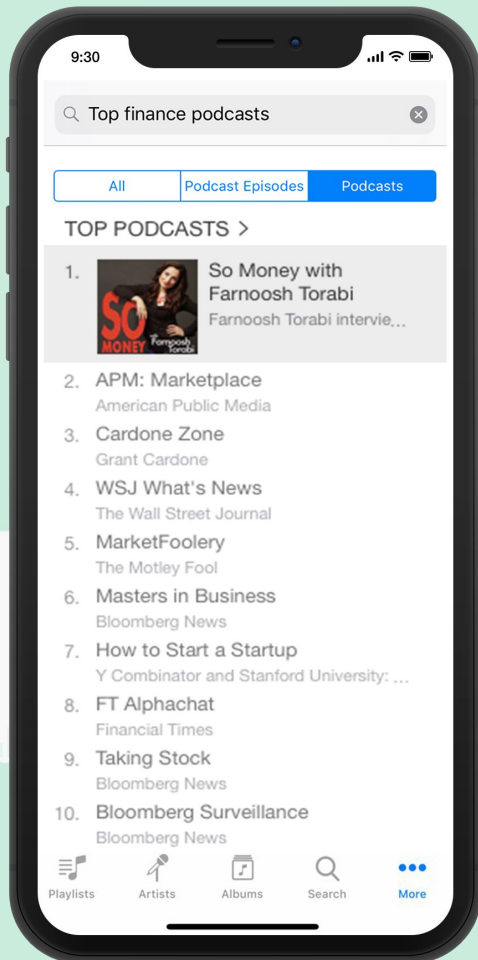 9:30
Top finance podcasts
All
Podcast Episodes
Podcasts
TOP PODCASTS >
1.
SO
MONEY
with
Farnoosh
Torabi
So Money with
Farnoosh Torabi
Farnoosh Torabi intervie...
2. APM: Marketplace
American Public Media
3. Cardone Zone
Grant Cardone
4. WSJ What's News
The Wall Street Journal
5. MarketFoolery
The Motley Fool
6. Masters in Business
Bloomberg News
7. How to Start a Startup
Y Combinator and Stanford University: ...
8. FT Alphachat
Financial Times
9. Taking Stock
Bloomberg News
10. Bloomberg Surveillance
Bloomberg News
Playlists
Artists
Albums
Search
More